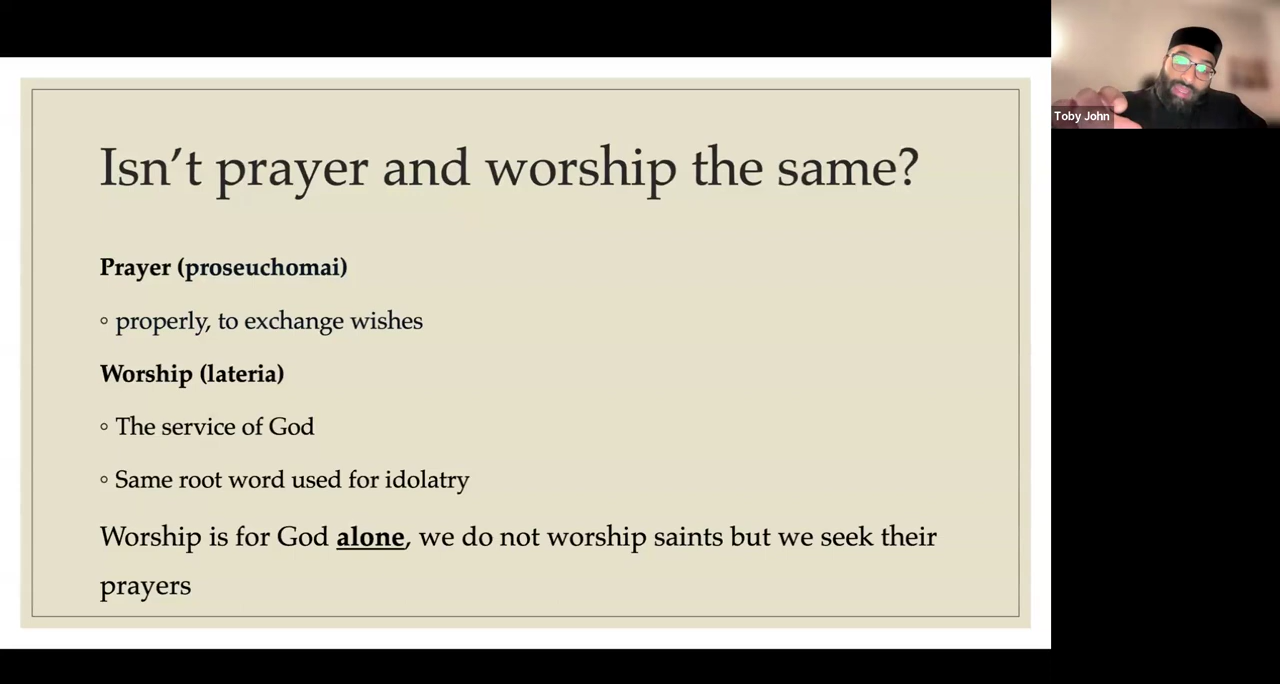 Isn’t prayer and worship the same?
Prayer (proseuchomai)
◦ properly, to exchange wishes
Worship (lateria)
◦ The service of God
◦ Same root word used for idolatry
Worship is for God alone, we do not worship saints but we seek their
prayers
Toby John